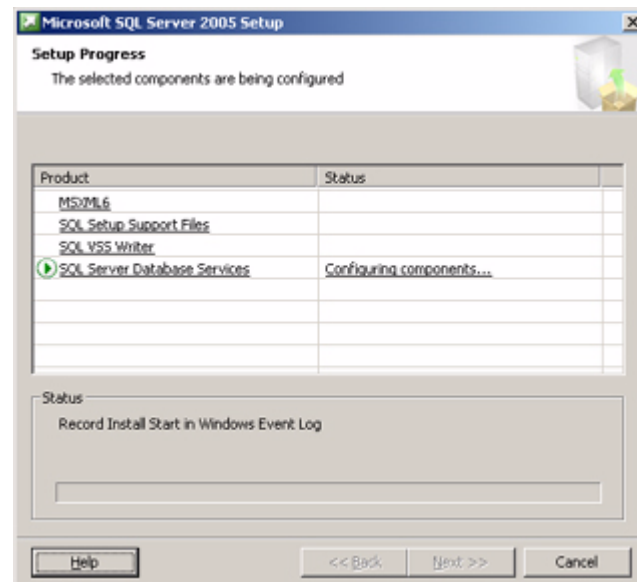 Microsoft SQL Server 2005 Setup
Setup Progress
The selected components are being configured
Product Status
MSXML6
SQL Setup Support Files
SQL VSS Writer
SQL Server Database Services Configuring components...
Status
Record Install Start in Windows Event Log
Help << Back Next >> Cancel